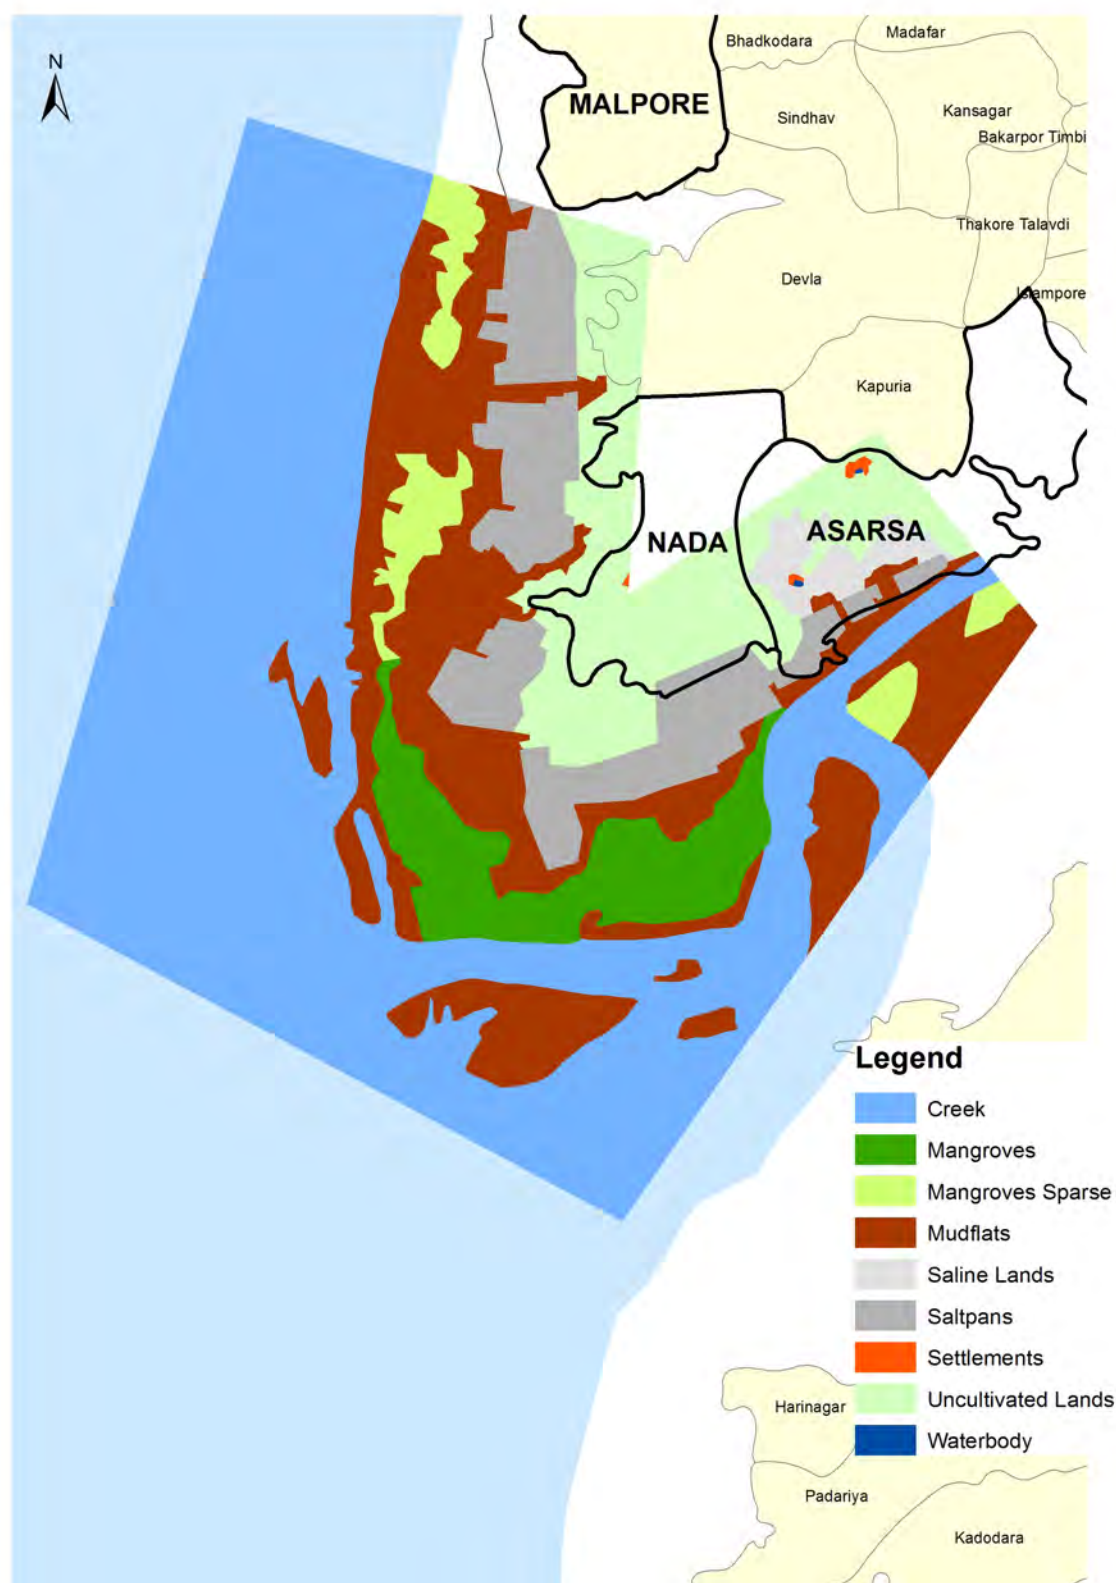 N
Bhadkodara
Madafar
MALPORE
Sindhav
Kansagar
Bakarpor Timbi
Thakore Talavdi
Devla
Islampore
Kapuria
NADA
ASARSA
Legend
Creek
Mangroves
Mangroves Sparse
Mudflats
Saline Lands
Saltpans
Settlements
Uncultivated Lands
Waterbody
Harinagar
Padariya
Kadodara